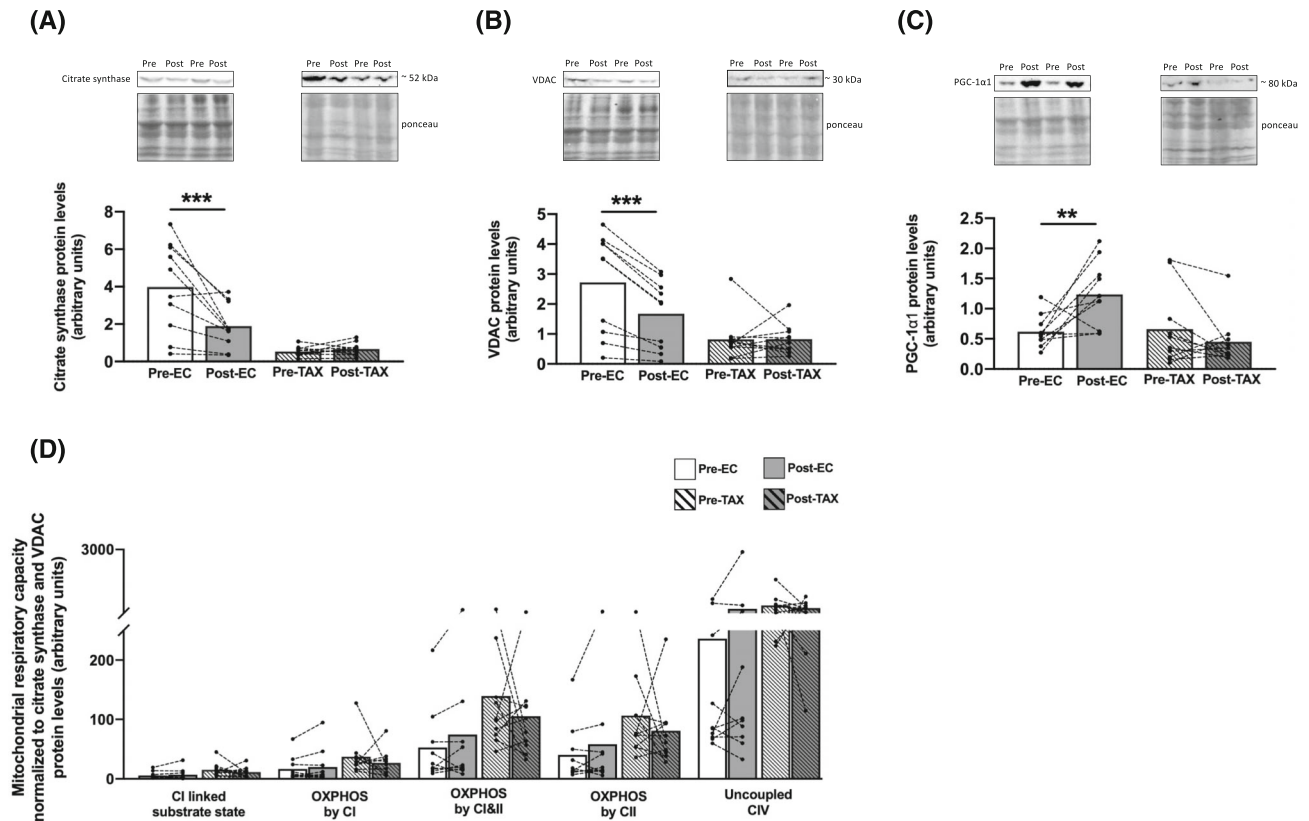 (A)
Pre Post Pre Post
Pre Post Pre Post
Citrate synthase
~ 52 kDa
ponceau
***
Citrate synthase protein levels
(arbitrary units)
8
6
4
2
0
Pre-EC Post-EC Pre-TAX Post-TAX
(B)
Pre Post Pre Post
Pre Post Pre Post
VDAC
~ 30 kDa
ponceau
***
VDAC protein levels
(arbitrary units)
5
4
3
2
1
0
Pre-EC Post-EC Pre-TAX Post-TAX
(C)
Pre Post Pre Post
Pre Post Pre Post
PGC-1α1
~ 80 kDa
ponceau
**
PGC-1α1 protein levels
(arbitrary units)
2.5
2.0
1.5
1.0
0.5
0.0
Pre-EC Post-EC Pre-TAX Post-TAX
(D)
Pre-EC Post-EC
Pre-TAX Post-TAX
Mitochondrial respiratory capacity
normalized to citrate synthase and VDAC
protein levels (arbitrary units)
3000
200
100
0
CI linked
substrate state
OXPHOS
by CI
OXPHOS
by CI&II
OXPHOS
by CII
Uncoupled
CIV